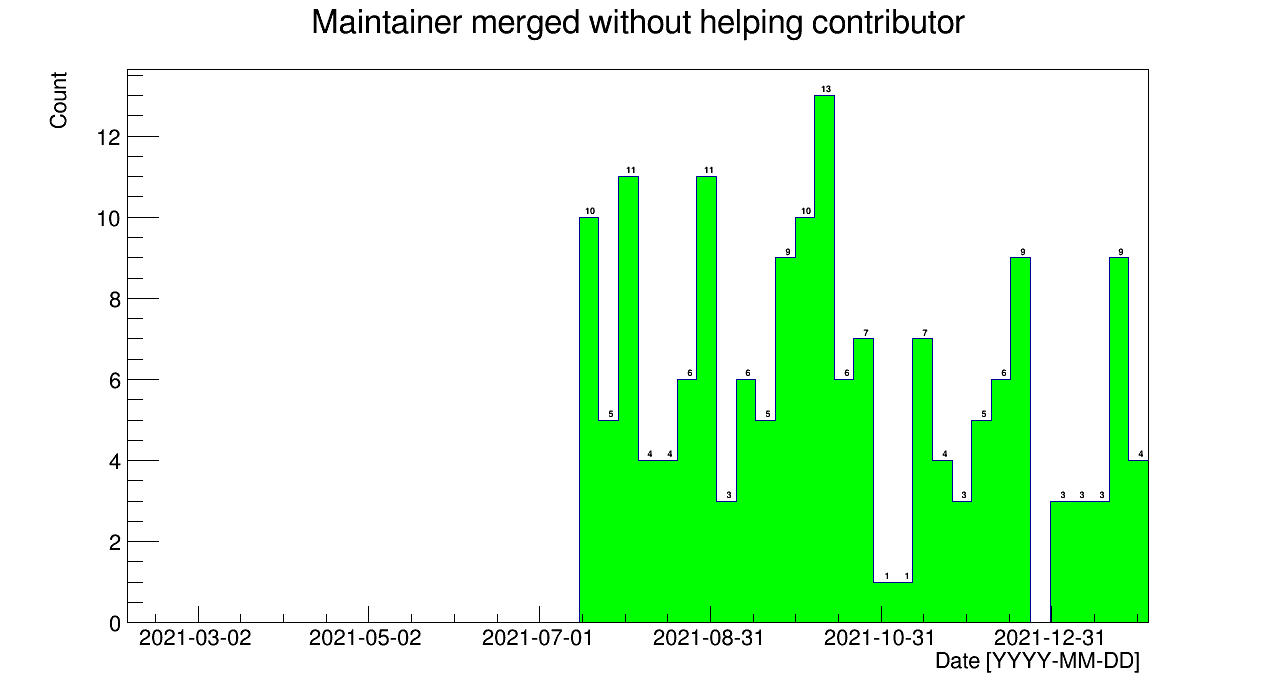 Maintainer merged without helping contributor
Count
13
12
11 11
10 10 10
9 9 9
8
7 7
6 6 6 6 6
5 5 5
4 4 4 4 4
3 3 3 3 3
2
1 1
0
2021-03-02 2021-05-02 2021-07-01 2021-08-31 2021-10-31 2021-12-31
Date [YYYY-MM-DD]